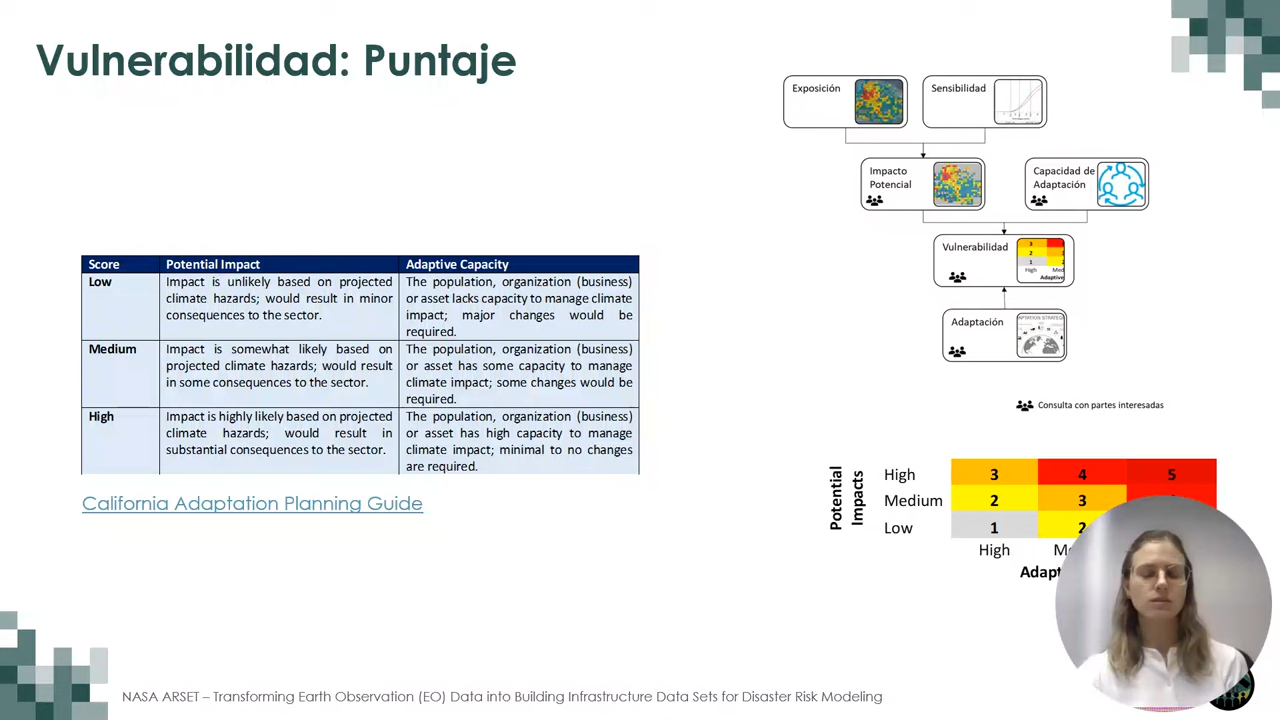 Vulnerabilidad: Puntaje
Exposición
Sensibilidad
Impacto
Potencial
Capacidad de
Adaptación
Vulnerabilidad
3
2
1
High
Adaptive
Adaptación
Consulta con partes interesadas
Score
Potential Impact
Adaptive Capacity
Low
Impact is unlikely based on projected
climate hazards; would result in minor
consequences to the sector.
The population, organization (business)
or asset lacks capacity to manage climate
impact; major changes would be
required.
Medium
Impact is somewhat likely based on
projected climate hazards; would result
in some consequences to the sector.
The population, organization (business)
or asset has some capacity to manage
climate impact; some changes would be
required.
High
Impact is highly likely based on projected
climate hazards; would result in
substantial consequences to the sector.
The population, organization (business)
or asset has high capacity to manage
climate impact; minimal to no changes
are required.
California Adaptation Planning Guide
Potential
Impacts
High 3 4 5
Medium 2 3
Low 1 2
High
NASA ARSET – Transforming Earth Observation (EO) Data into Building Infrastructure Data Sets for Disaster Risk Modeling